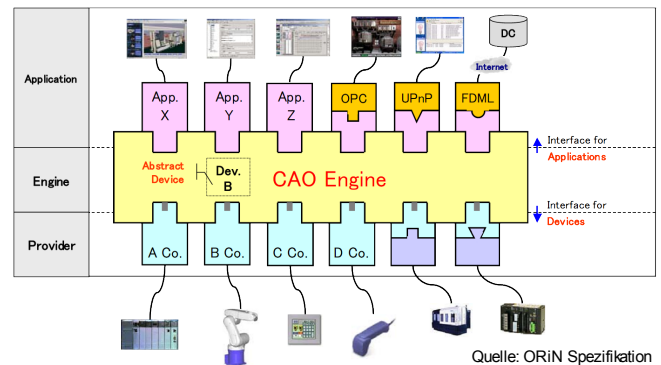 DC
Internet
Application
App.
X
App.
Y
App.
Z
OPC
UPnP
FDML
Interface for
Applications
Engine
Abstract
Device
Dev.
B
CAO Engine
Interface for
Devices
Provider
A Co.
B Co.
C Co.
D Co.
Quelle: ORiN Spezifikation